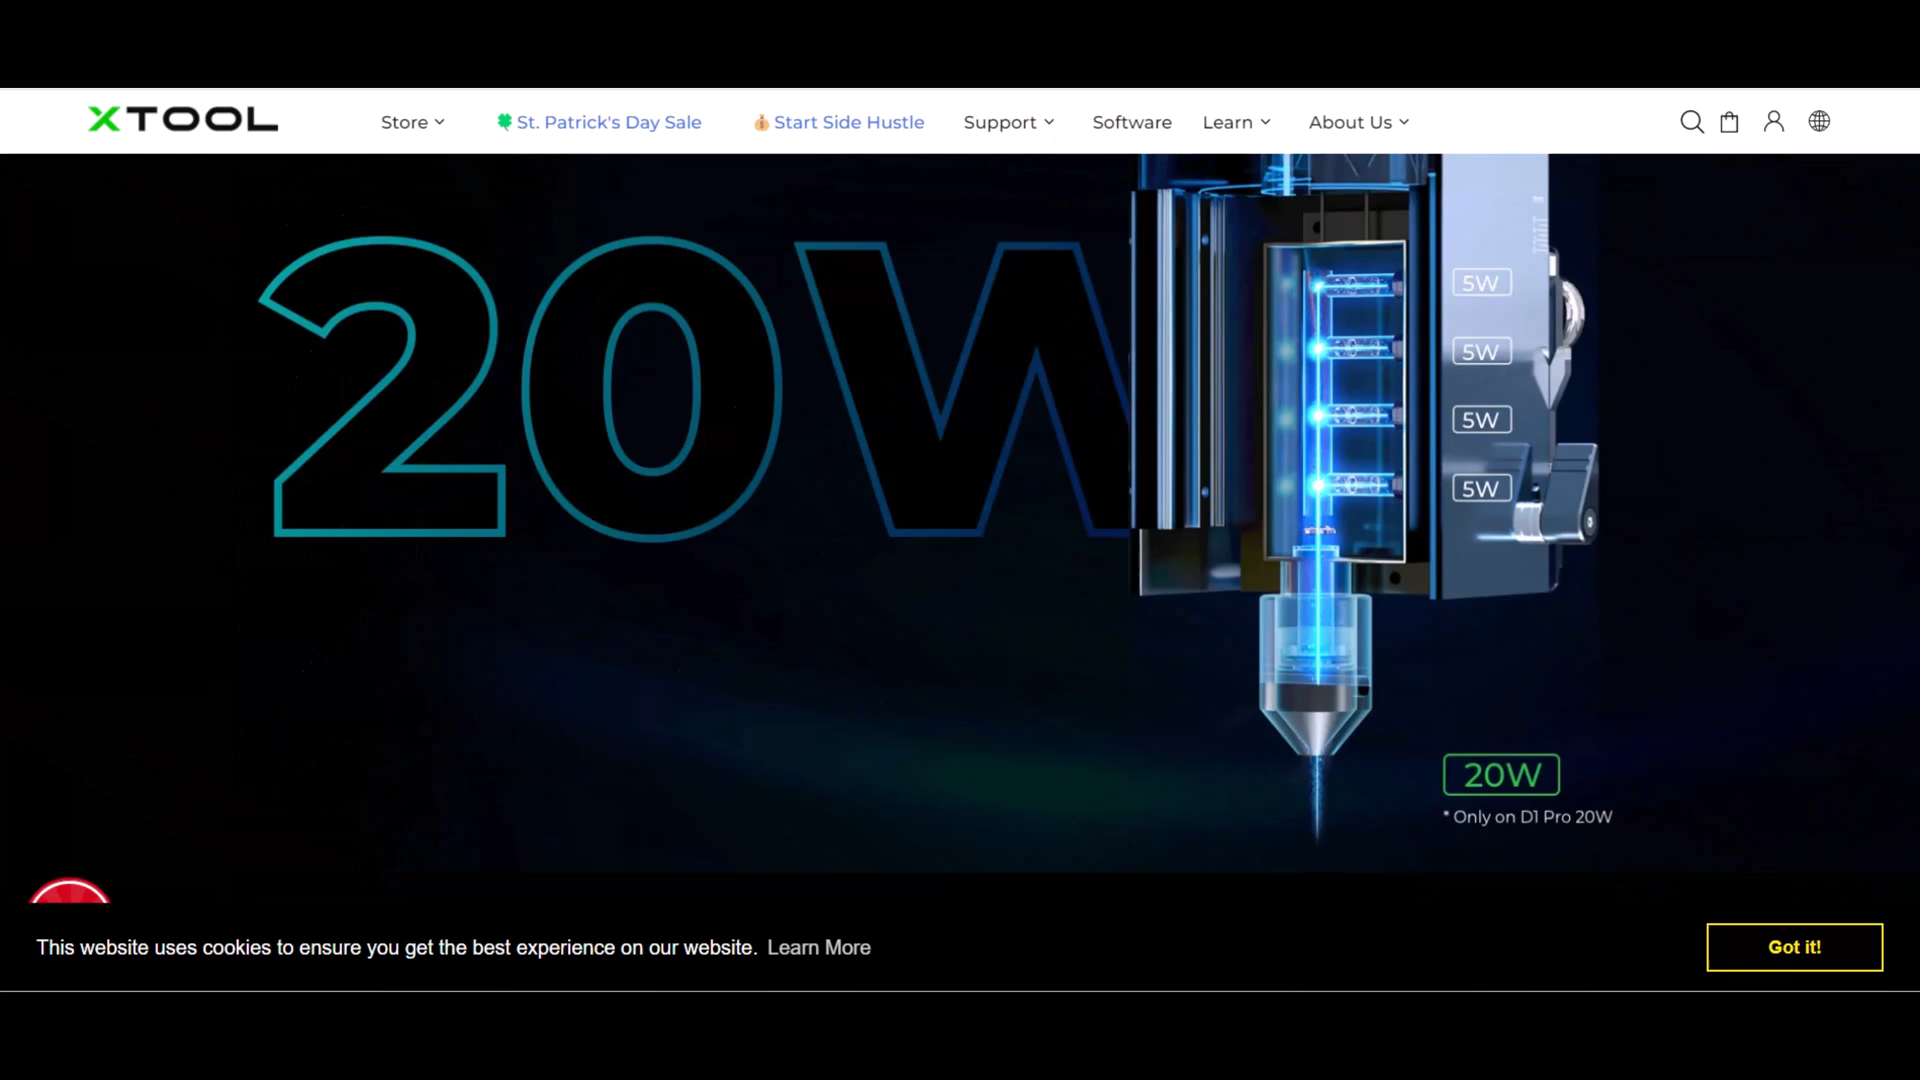 XTOOL
Store
St. Patrick's Day Sale
Start Side Hustle
Support
Software
Learn
About Us
20W
5W
5W
5W
5W
20W
* Only on D1 Pro 20W
This website uses cookies to ensure you get the best experience on our website. Learn More
Got it!